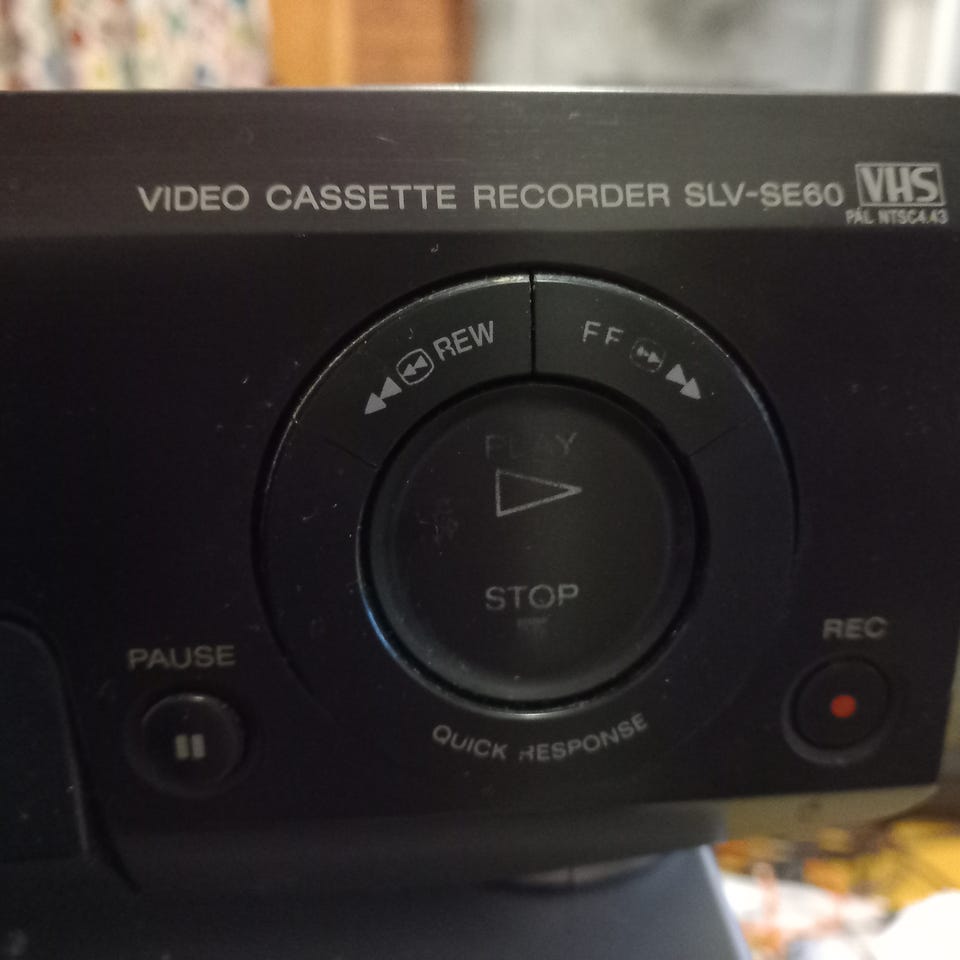 VIDEO CASSETTE RECORDER SLV-SE60 VHS
PAL NTSC4.43
REW FF
PLAY
STOP
PAUSE
REC
QUICK RESPONSE